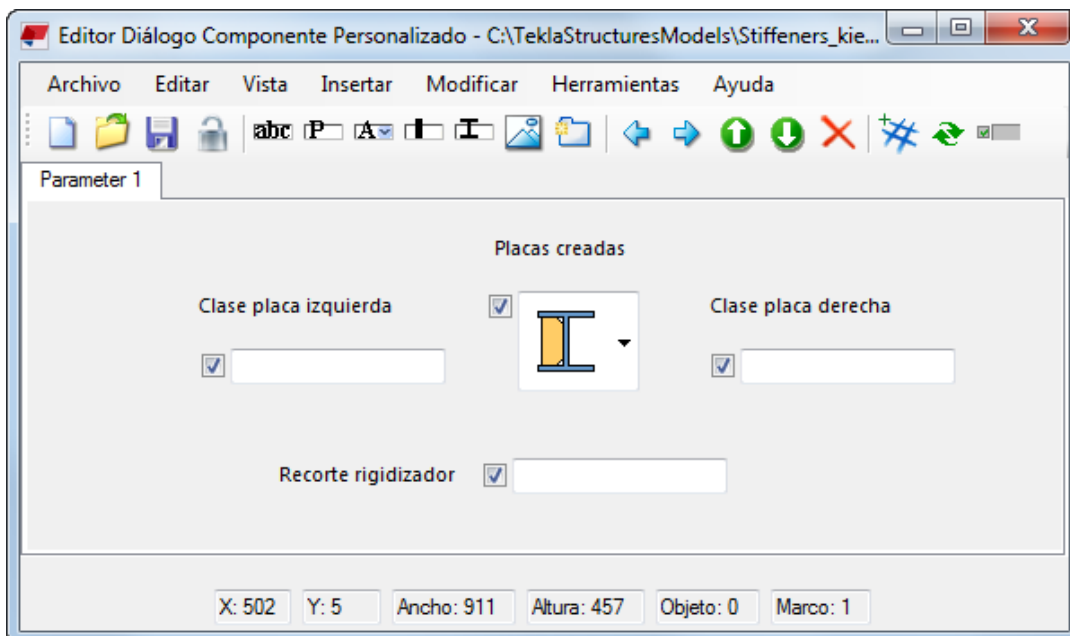 Editor Diálogo Componente Personalizado - C:\TeklaStructuresModels\Stiffeners_kie...
Archivo Editar Vista Insertar Modificar Herramientas Ayuda
abc P A
Parameter 1
Placas creadas
Clase placa izquierda Clase placa derecha
Recorte rigidizador
X: 502 Y: 5 Ancho: 911 Altura: 457 Objeto: 0 Marco: 1